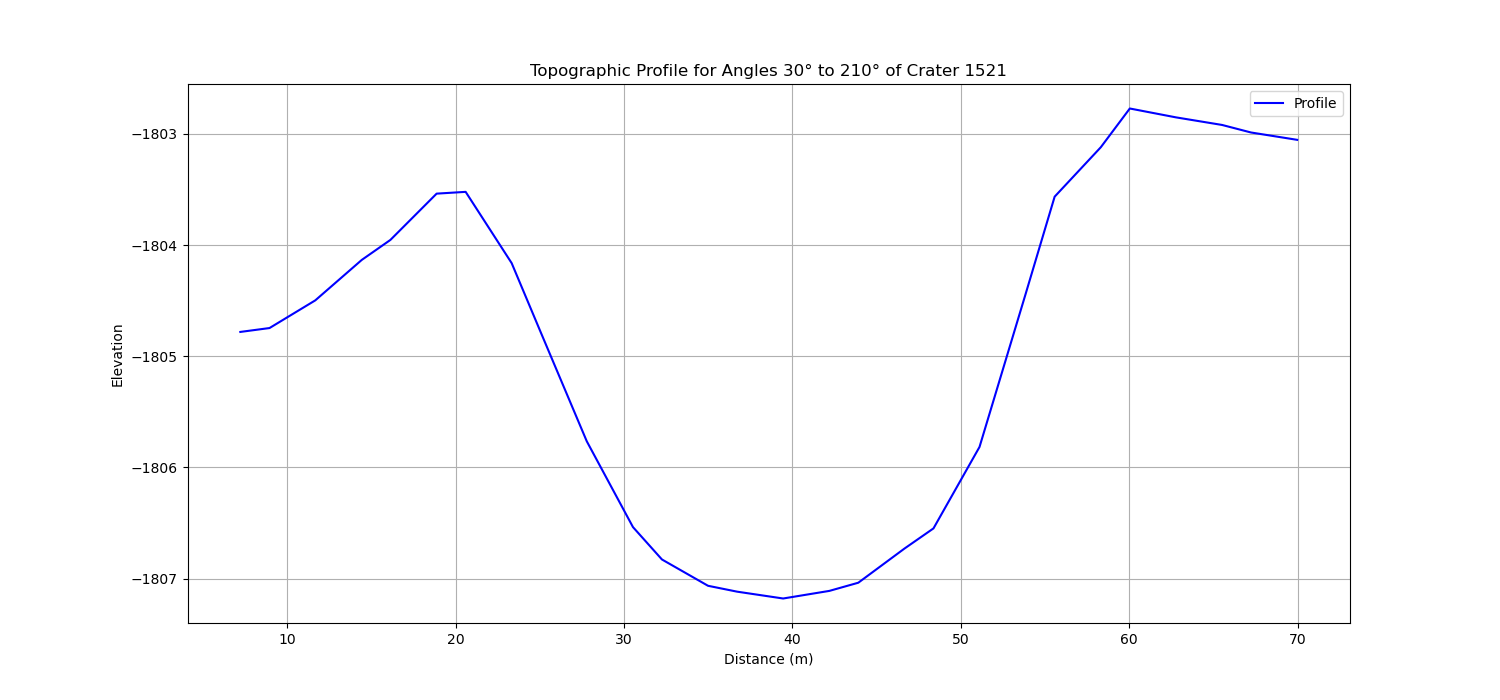 Topographic Profile for Angles 30° to 210° of Crater 1521
Profile
−1803
−1804
−1805
−1806
−1807
Elevation
10 20 30 40 50 60 70
Distance (m)